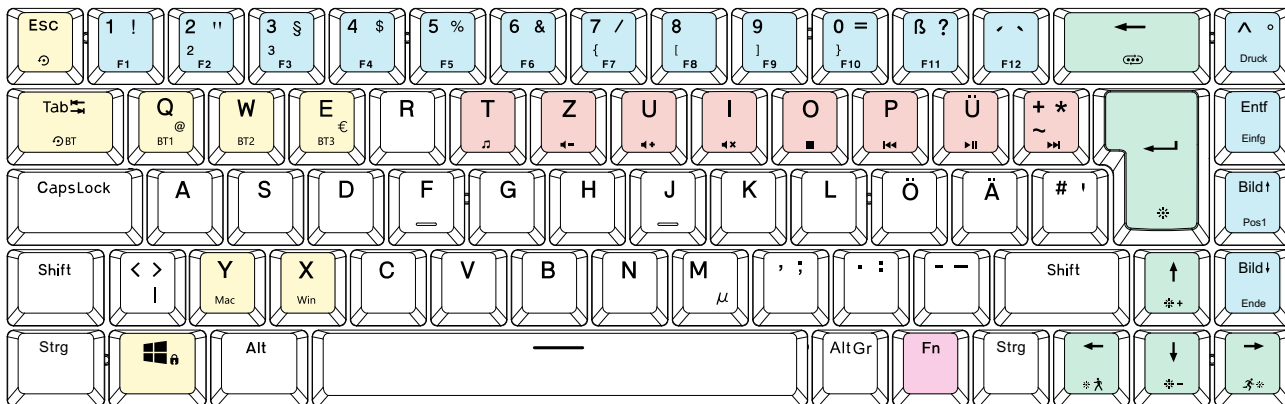 Esc 1 ! 2 " 3 § 4 $ 5 % 6 & 7 / 8 9 0 = ß ? ´ ` ← ^ °
2 3 { [ ] }
F1 F2 F3 F4 F5 F6 F7 F8 F9 F10 F11 F12 Druck
Tab Q W E R T Z U I O P Ü + * Entf
@ € ~
BT BT1 BT2 BT3 Einfg
CapsLock A S D F G H J K L Ö Ä # ' Bild↑
Pos1
Shift < > Y X C V B N M , ; . : - — Shift ↑ Bild↓
| Mac Win µ + Ende
Strg Alt AltGr Fn Strg ← ↓ →
-